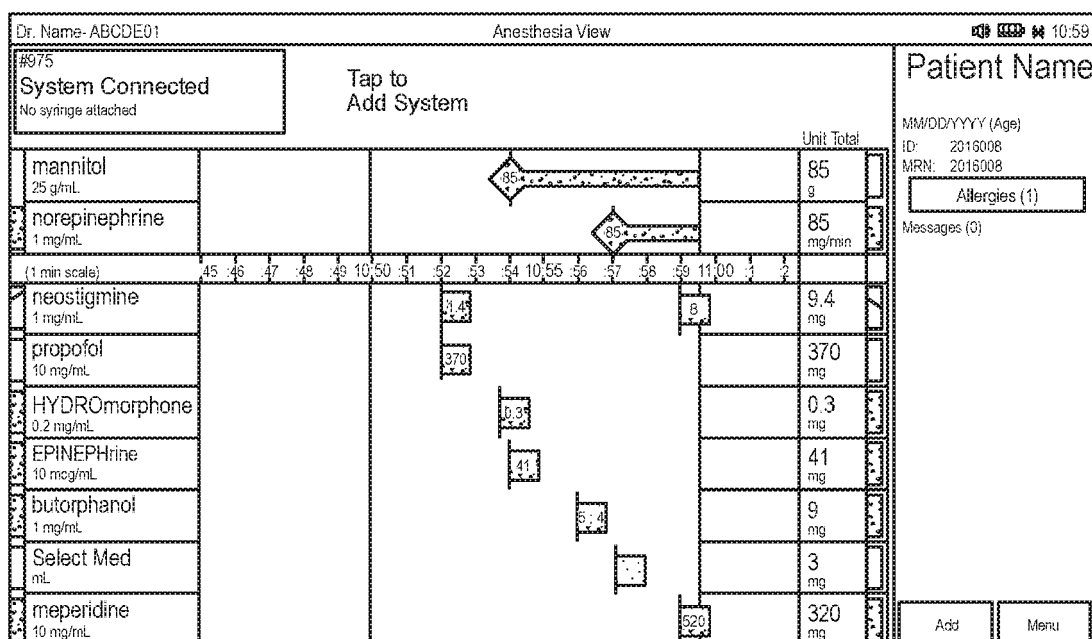 Dr. Name- ABCDE01
Anesthesia View
10:59
#975
System Connected
No syringe attached
Tap to
Add System
Unit Total
Patient Name
MM/DD/YYYY (Age)
ID: 2016008
MRN: 2016008
Allergies (1)
Messages (0)
mannitol
25 g/mL
85
85
g
norepinephrine
1 mg/mL
85
85
mg/min
(1 min scale) :45 :46 :47 :48 :49 10:50 :51 :52 :53 :54 10:55 :56 :57 :58 :59 11:00 :1 :2
neostigmine
1 mg/mL
1.4
8
9.4
mg
propofol
10 mg/mL
370
370
mg
HYDROmorphone
0.2 mg/mL
0.3
0.3
mg
EPINEPHrine
10 mcg/mL
41
41
mg
butorphanol
1 mg/mL
5 4
9
mg
Select Med
mL
3
mg
meperidine
10 mg/mL
520
320
mg
Add
Menu